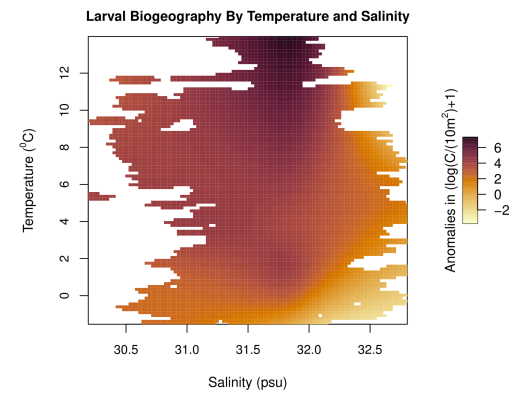 Larval Biogeography By Temperature and Salinity
12
10
8
6
4
2
0
Temperature (⁰C)
30.5 31.0 31.5 32.0 32.5
Salinity (psu)
Anomalies in (log(C/(10m²)+1)
6
4
2
0
−2